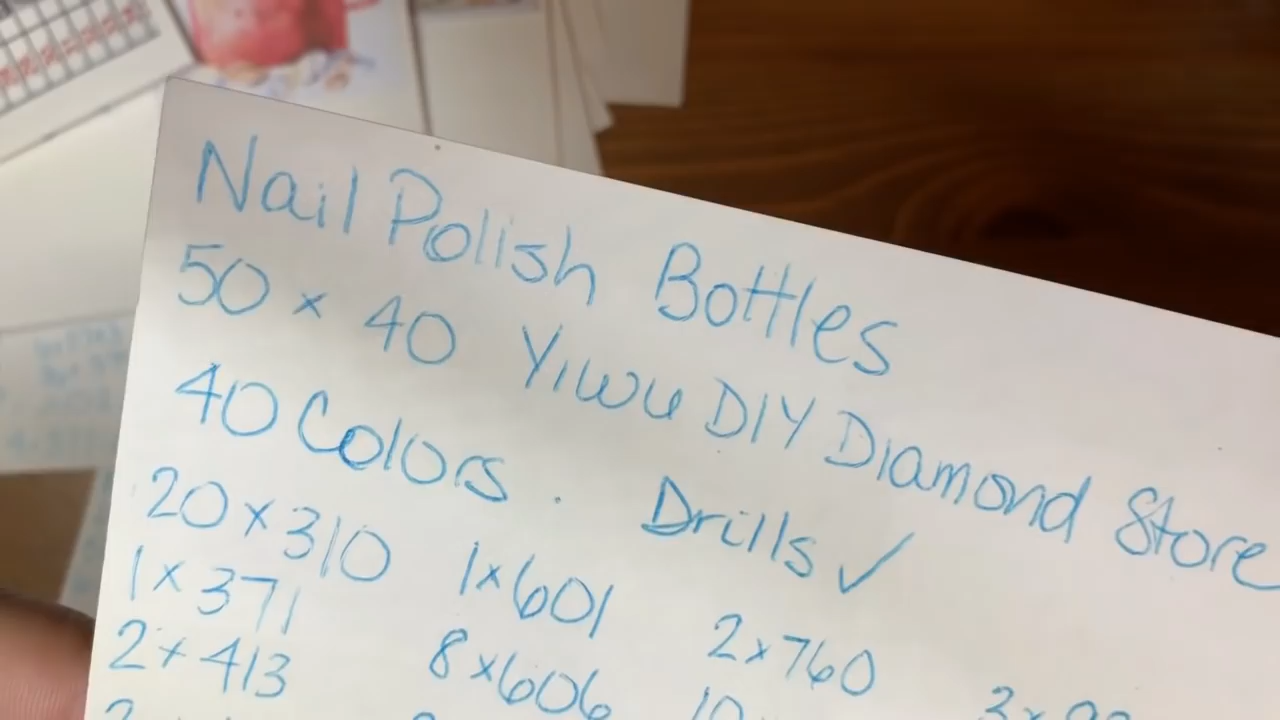 Nail Polish Bottles
50 x 40 Yiwu DIY Diamond Store
40 Colors. Drills ✓
20 x 310 1 x 601 2 x 760
1 x 371 8 x 606
2 x 413